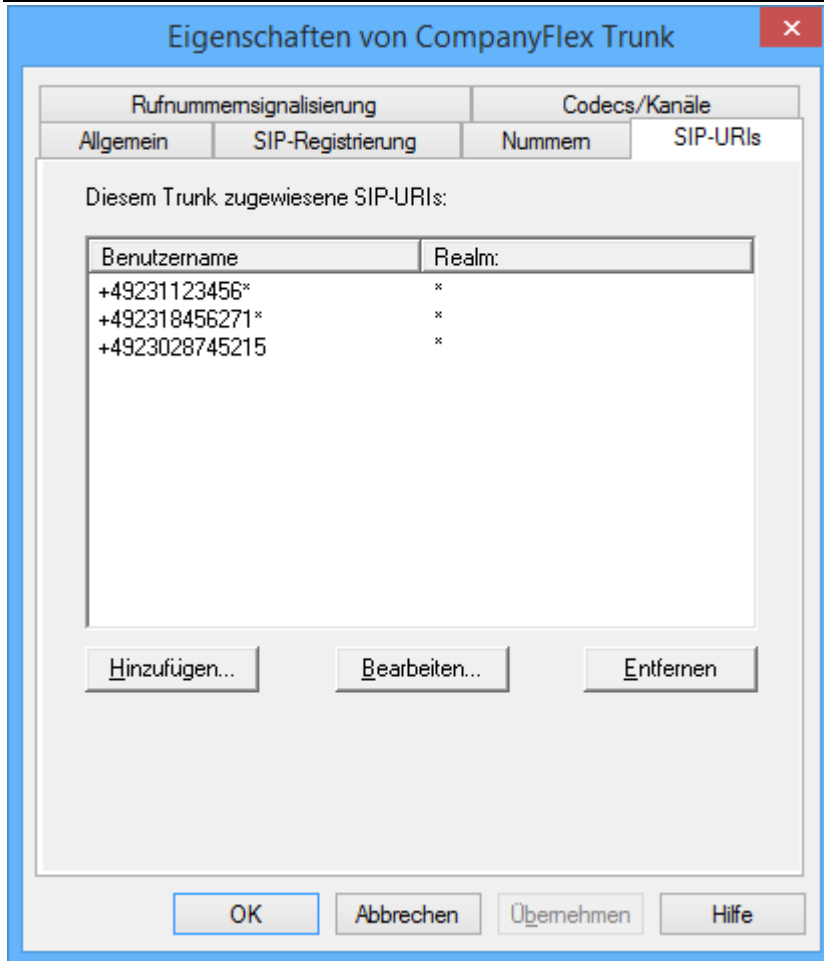 Eigenschaften von CompanyFlex Trunk
Rufnummernsignalisierung Codecs/Kanäle
Allgemein SIP-Registrierung Nummern SIP-URIs
Diesem Trunk zugewiesene SIP-URIs:
Benutzername Realm:
+49231123456* *
+492318456271* *
+4923028745215 *
Hinzufügen... Bearbeiten... Entfernen
OK Abbrechen Übernehmen Hilfe